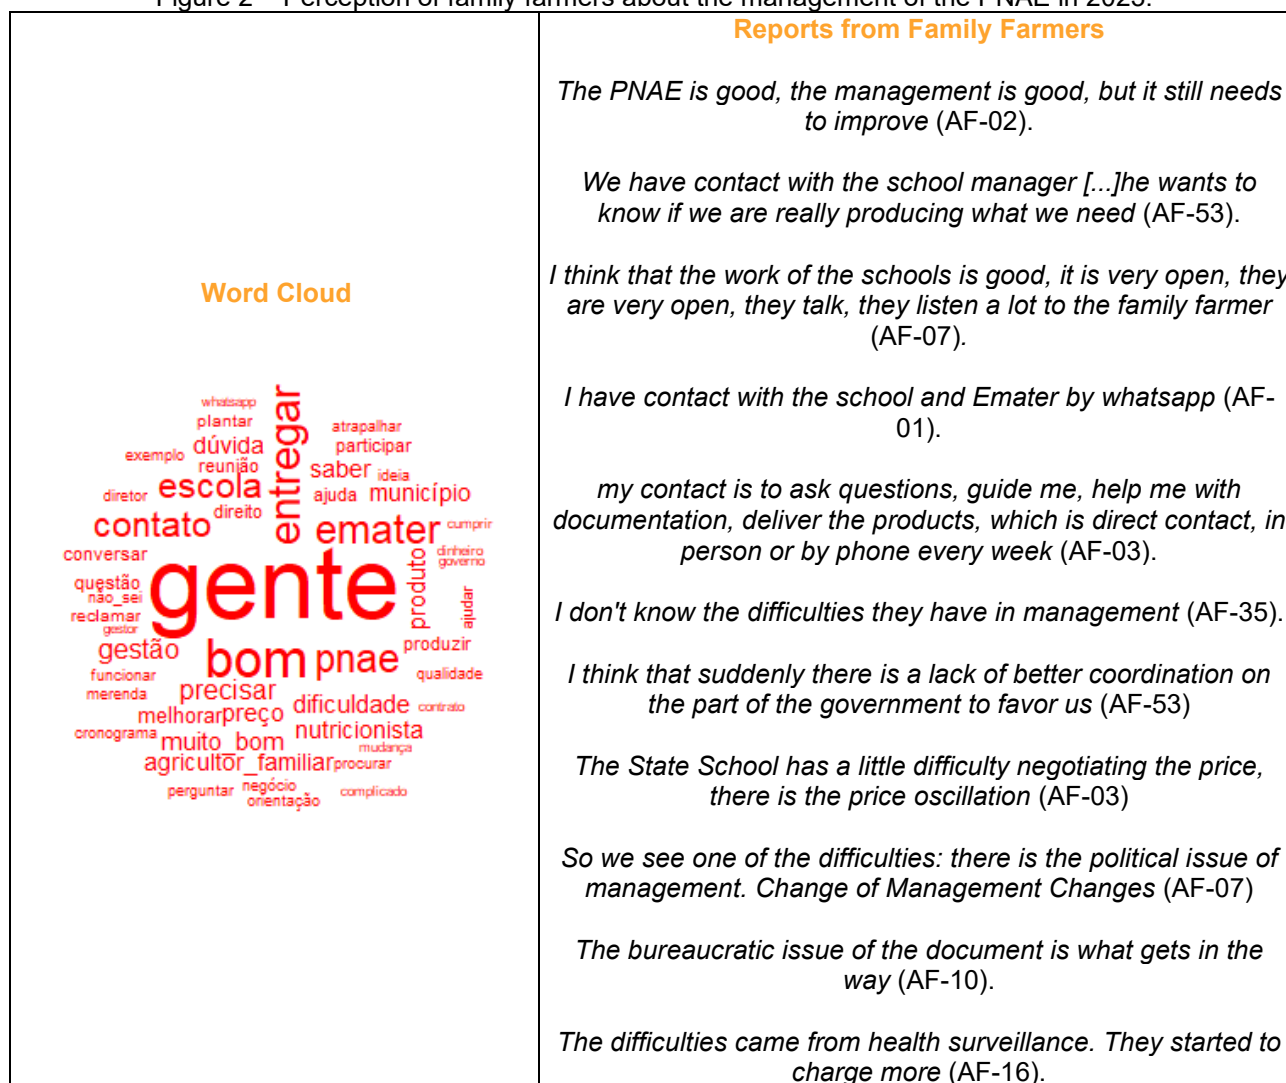 Figure 2 – Perception of family farmers about the management of the PNAE in 2023.
Word Cloud
whatsapp
plantar
entregar
atrapalhar
dúvida
participar
exemplo
reunião
saber
ideia
escola
diretor
ajuda
município
direito
contato
emater
cumprir
conversar
gente
produto
dinheiro
governo
questão
não_sei
ajudar
reclamar
gestor
gestão
bom
pnae
produzir
funcionar
qualidade
merenda
precisar
dificuldade
contrato
melhorar
preço
cronograma
nutricionista
muito_bom
mudança
agricultor_familiar
procurar
perguntar
negócio
orientação
complicado
Reports from Family Farmers
The PNAE is good, the management is good, but it still needs
to improve (AF-02).
We have contact with the school manager [...]he wants to
know if we are really producing what we need (AF-53).
I think that the work of the schools is good, it is very open, they
are very open, they talk, they listen a lot to the family farmer
(AF-07).
I have contact with the school and Emater by whatsapp (AF-
01).
my contact is to ask questions, guide me, help me with
documentation, deliver the products, which is direct contact, in
person or by phone every week (AF-03).
I don't know the difficulties they have in management (AF-35).
I think that suddenly there is a lack of better coordination on
the part of the government to favor us (AF-53)
The State School has a little difficulty negotiating the price,
there is the price oscillation (AF-03)
So we see one of the difficulties: there is the political issue of
management. Change of Management Changes (AF-07)
The bureaucratic issue of the document is what gets in the
way (AF-10).
The difficulties came from health surveillance. They started to
charge more (AF-16).